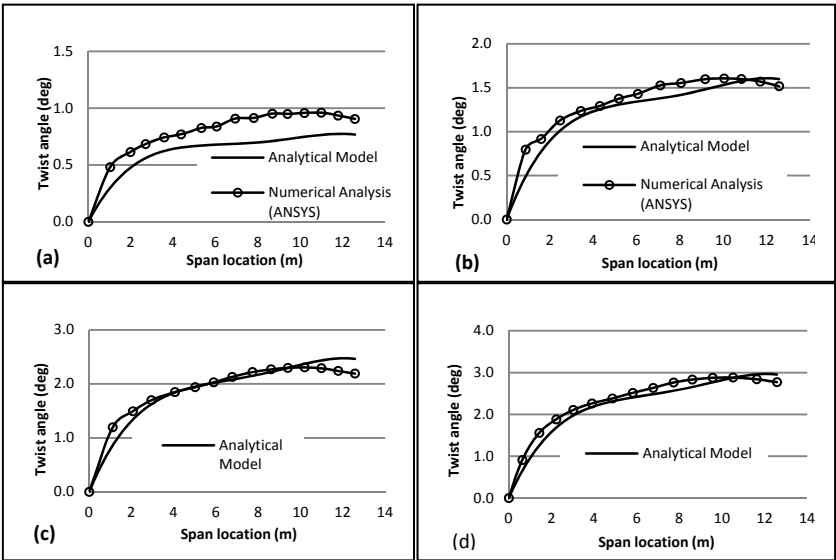 1.5
1.0
0.5
0.0
Twist angle (deg)
Analytical Model
Numerical Analysis
(ANSYS)
0 2 4 6 8 10 12 14
Span location (m)
(a)
2.0
1.5
1.0
0.5
0.0
Twist angle (deg)
Analytical Model
Numerical Analysis
(ANSYS)
0 2 4 6 8 10 12 14
Span location (m)
(b)
3.0
2.0
1.0
0.0
Twist angle (deg)
Analytical
Model
0 2 4 6 8 10 12 14
Span location (m)
(c)
4.0
3.0
2.0
1.0
0.0
Twist angle (deg)
Analytical Model
0 2 4 6 8 10 12 14
Span location (m)
(d)